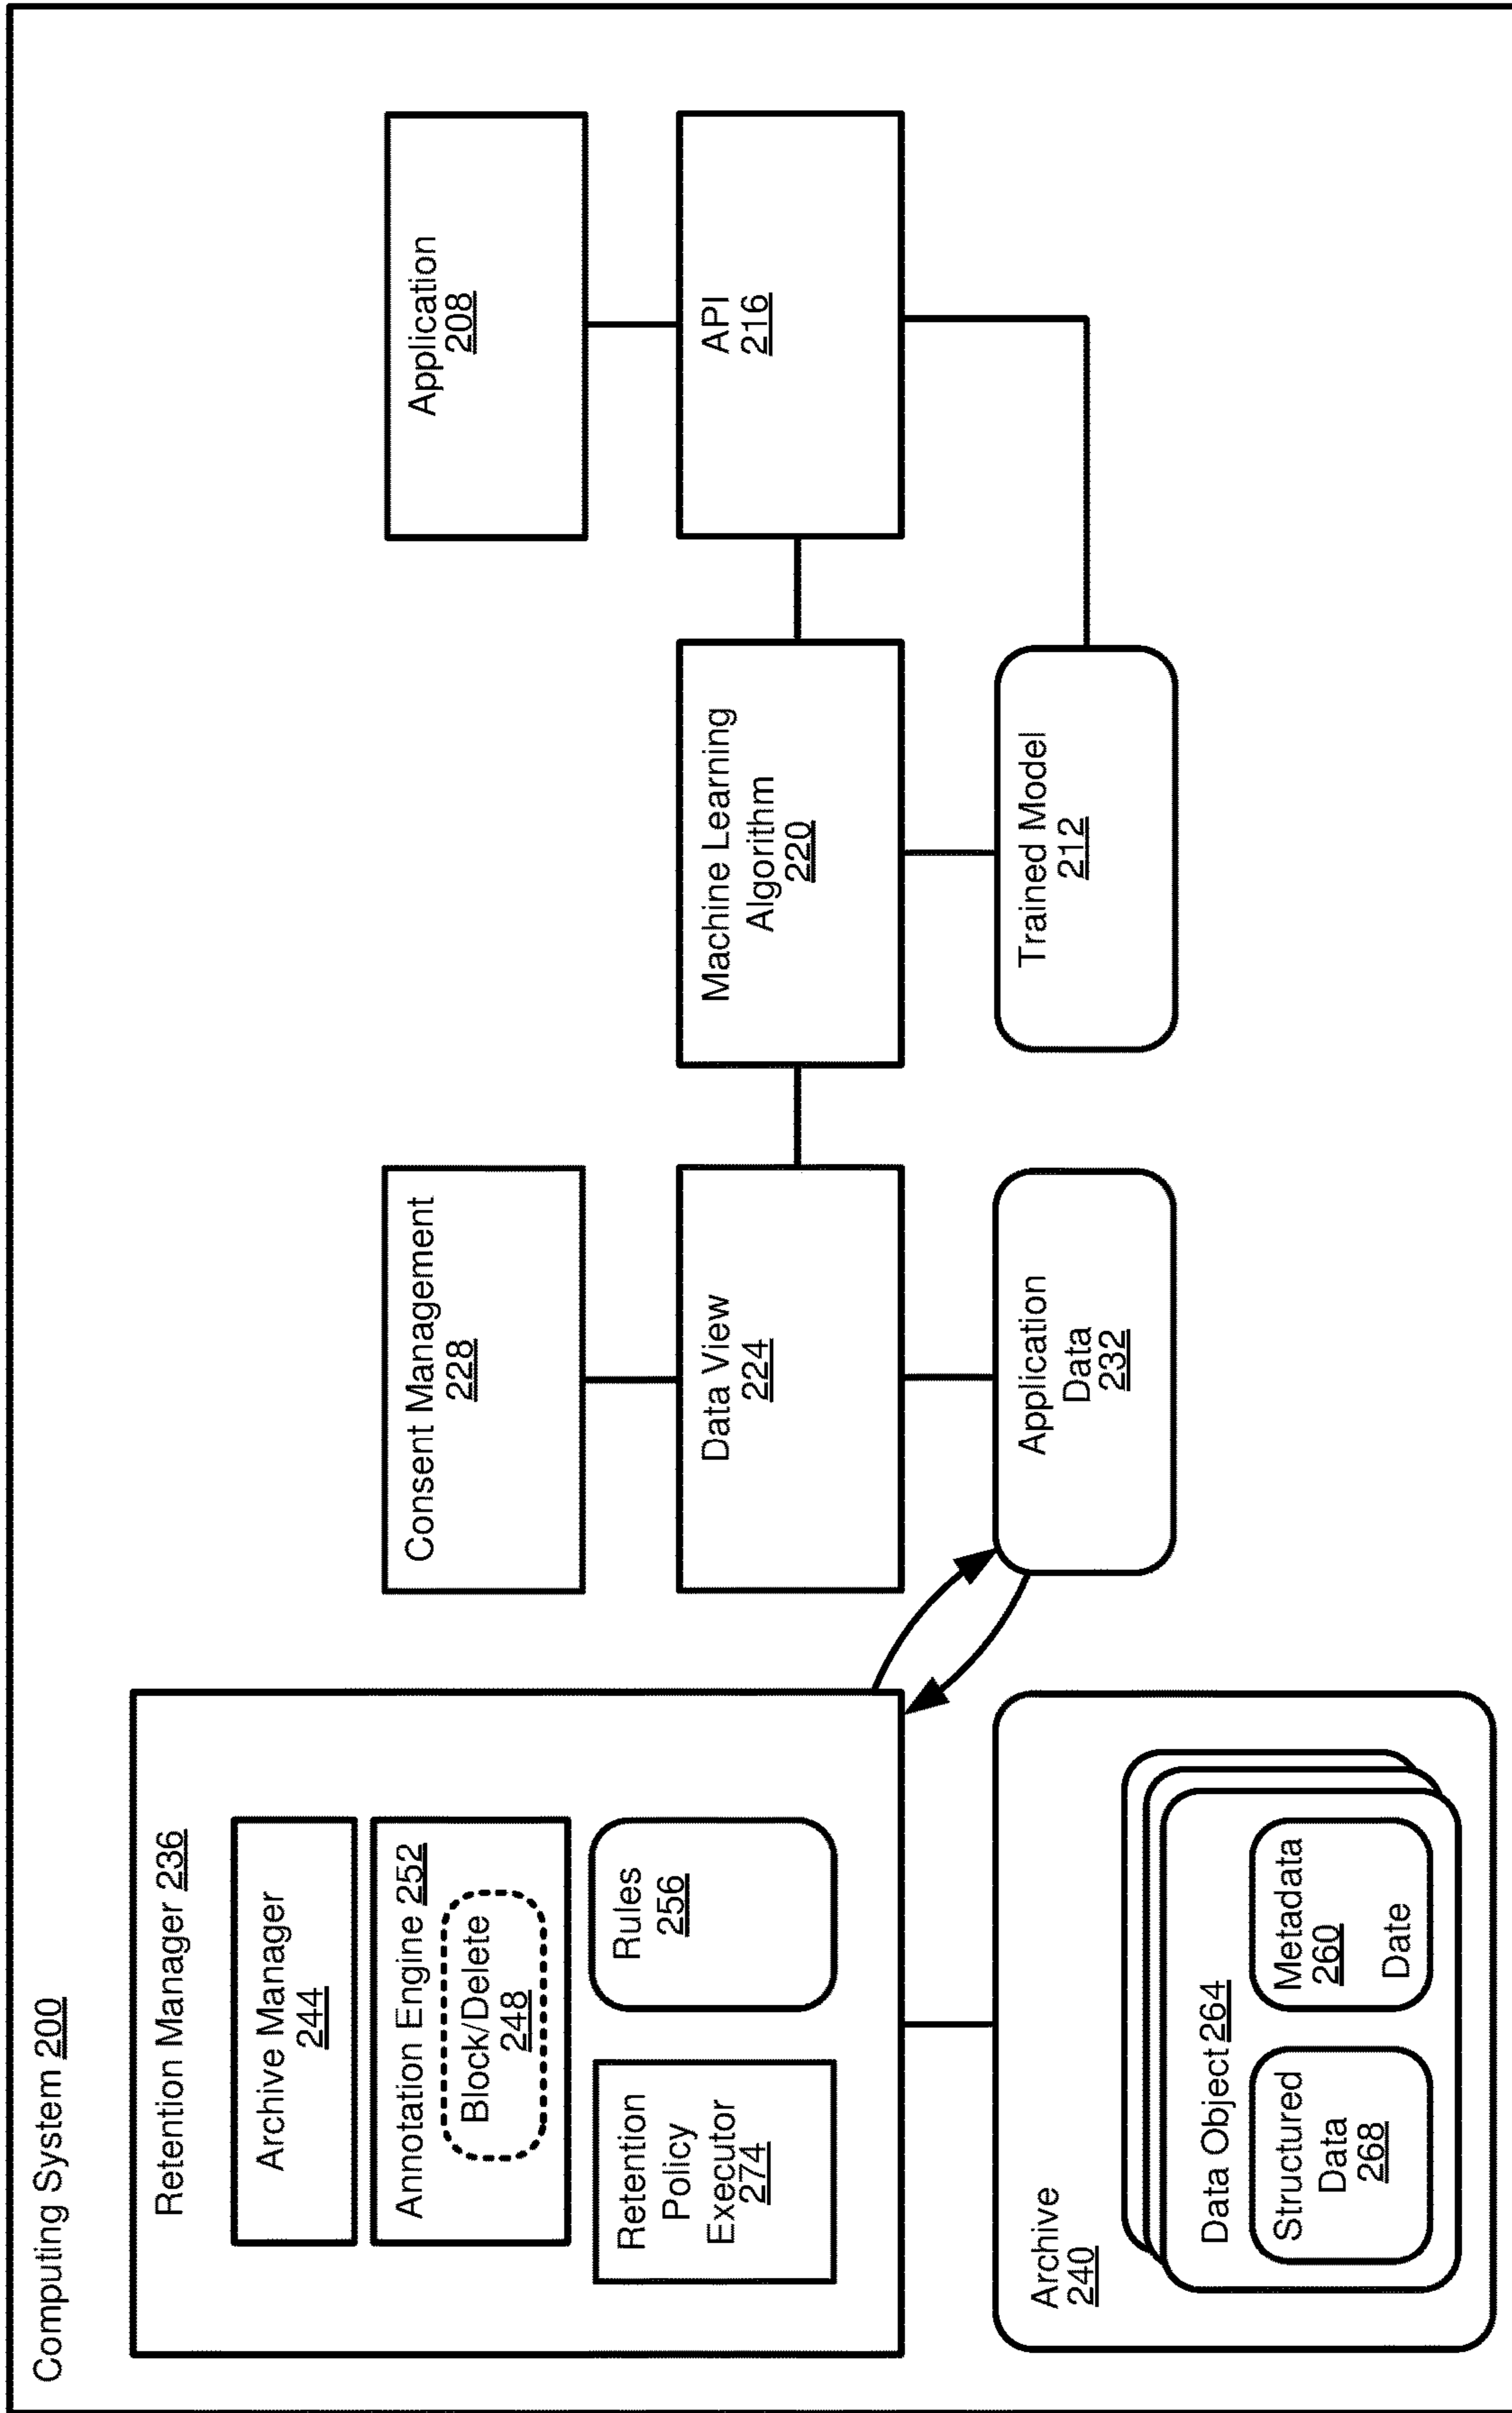 Computing System 200
Retention Manager 236
Archive Manager
244
Annotation Engine 252
Block/Delete
248
Retention
Policy
Executor
274
Rules
256
Archive
240
Data Object 264
Structured
Data
268
Metadata
260
Date
Consent Management
228
Data View
224
Application
Data
232
Machine Learning
Algorithm
220
Trained Model
212
Application
208
API
216